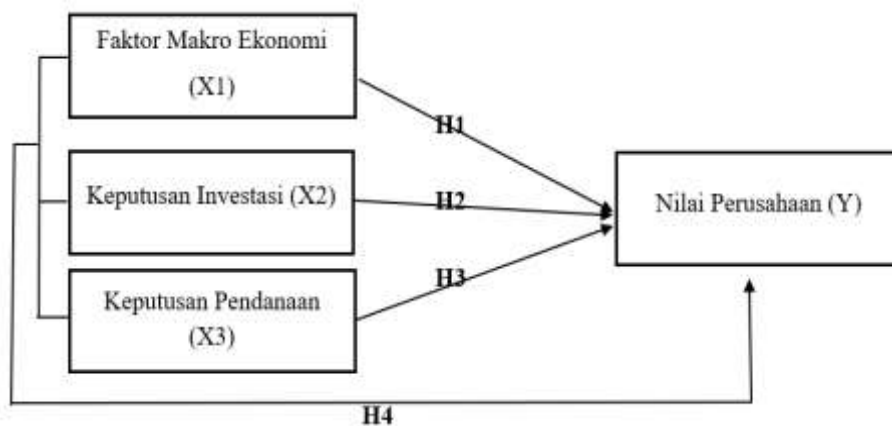 Faktor Makro Ekonomi
(X1)
H1
Keputusan Investasi (X2)
H2
Nilai Perusahaan (Y)
H3
Keputusan Pendanaan
(X3)
H4